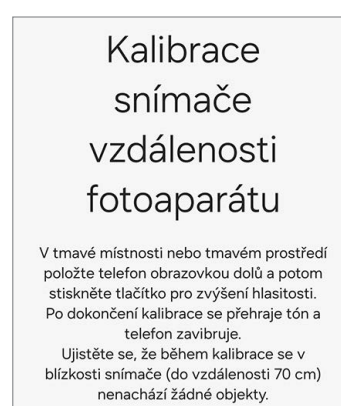 Kalibrace
snímače
vzdálenosti
fotoaparátu
V tmavé místnosti nebo tmavém prostředí
položte telefon obrazovkou dolů a potom
stiskněte tlačítko pro zvýšení hlasitosti.
Po dokončení kalibrace se přehraje tón a
telefon zavibruje.
Ujistěte se, že během kalibrace se v
blízkosti snímače (do vzdálenosti 70 cm)
nenachází žádné objekty.